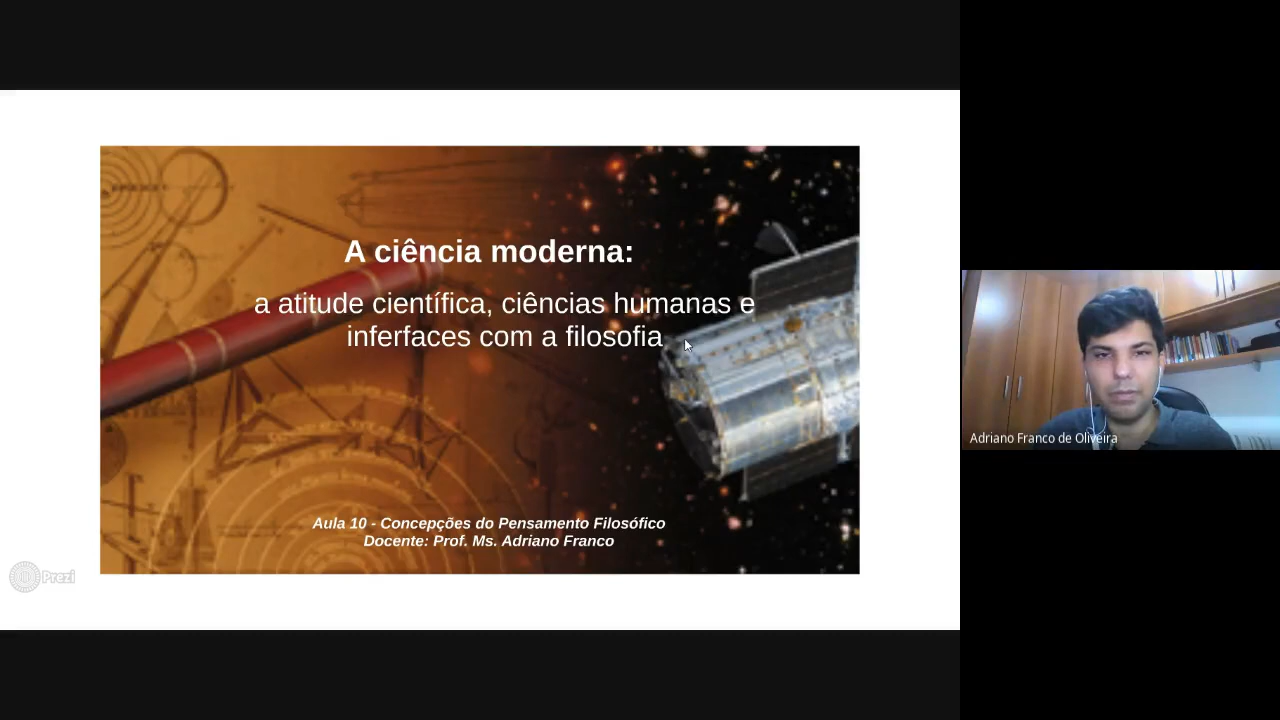 A ciência moderna:
a atitude científica, ciências humanas e
inferfaces com a filosofia
Aula 10 - Concepções do Pensamento Filosófico
Docente: Prof. Ms. Adriano Franco
Prezi
Adriano Franco de Oliveira